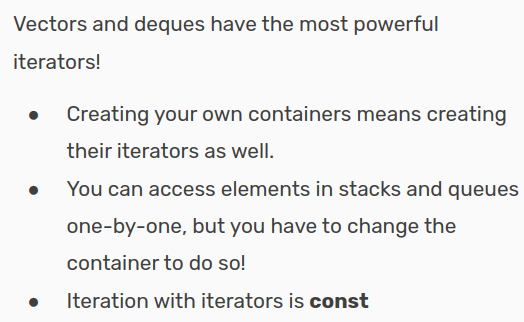 Vectors and deques have the most powerful
iterators!
● Creating your own containers means creating
their iterators as well.
● You can access elements in stacks and queues
one-by-one, but you have to change the
container to do so!
● Iteration with iterators is const